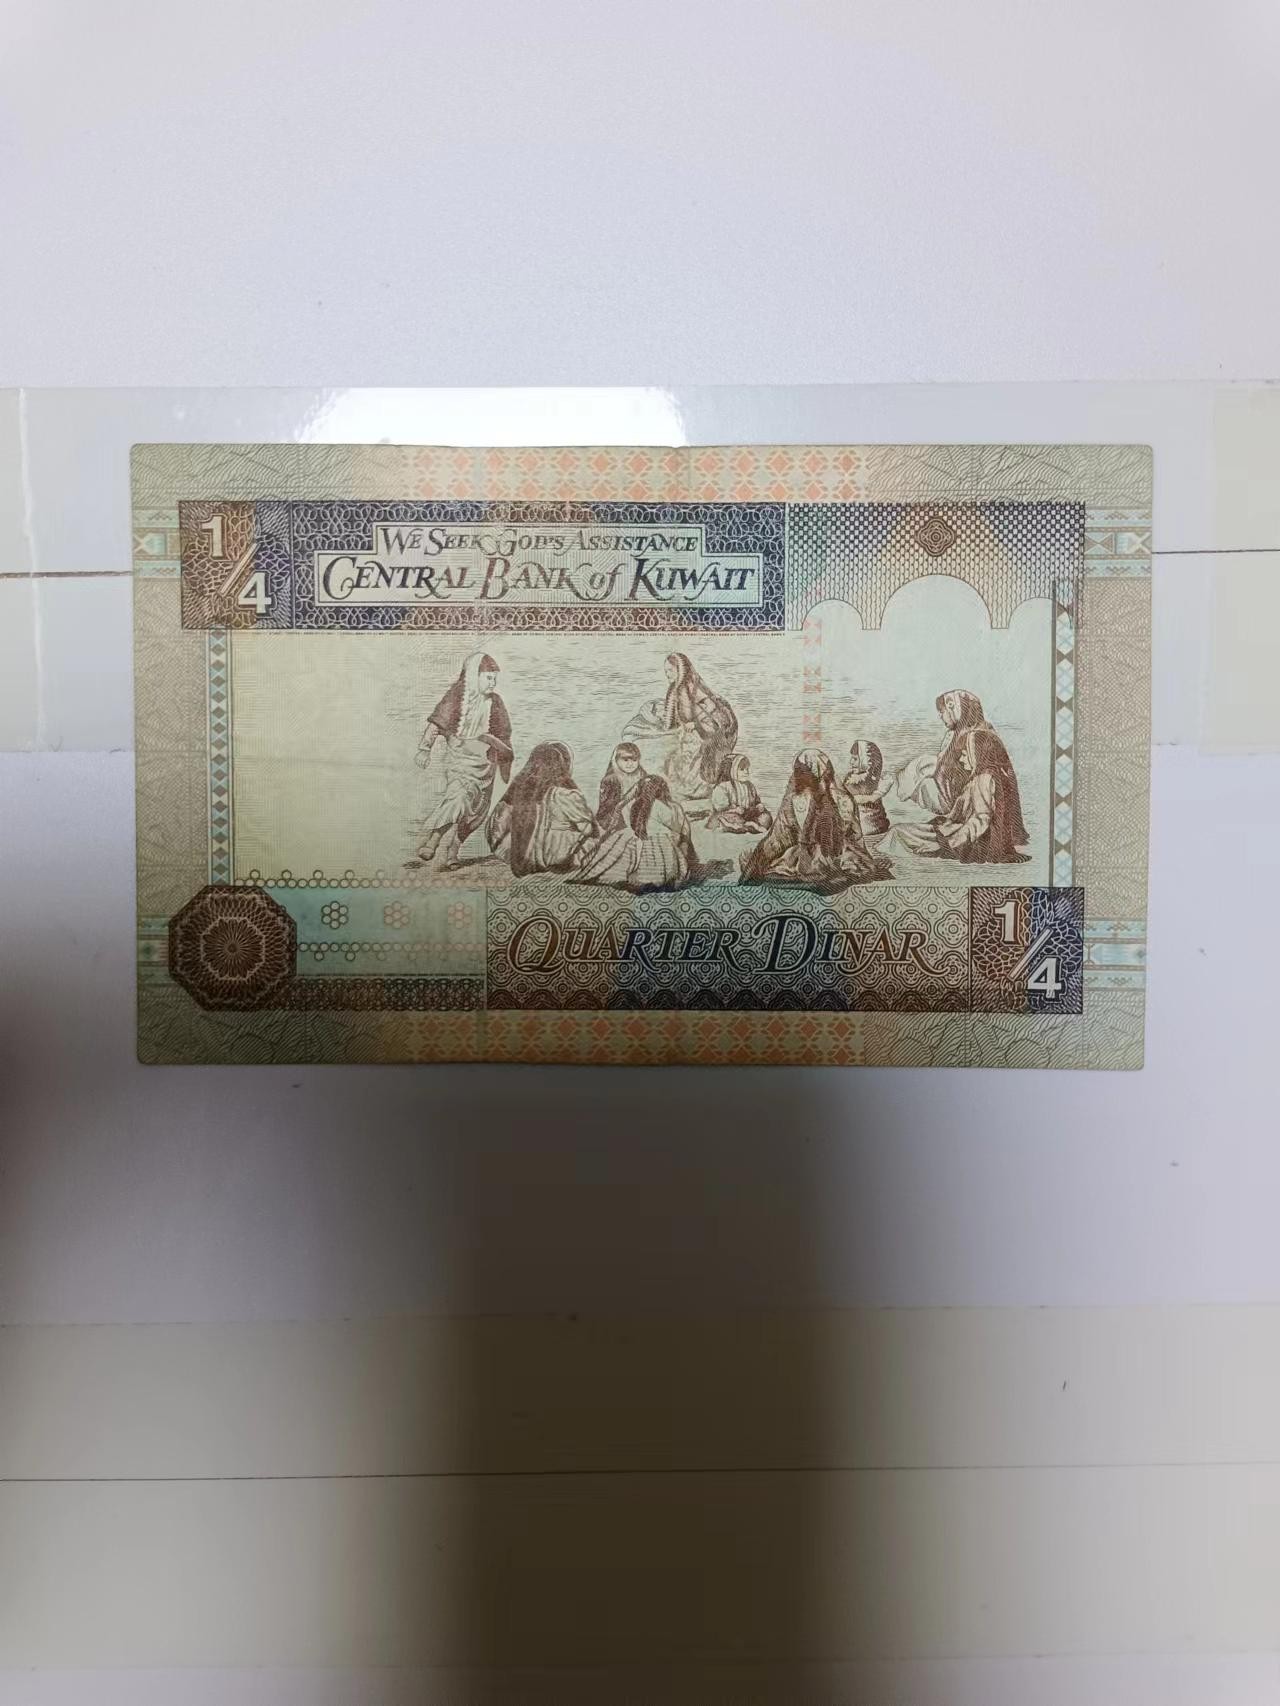 1/4
WE SEEK GOD'S ASSISTANCE
CENTRAL BANK of KUWAIT
QUARTER DINAR
1/4